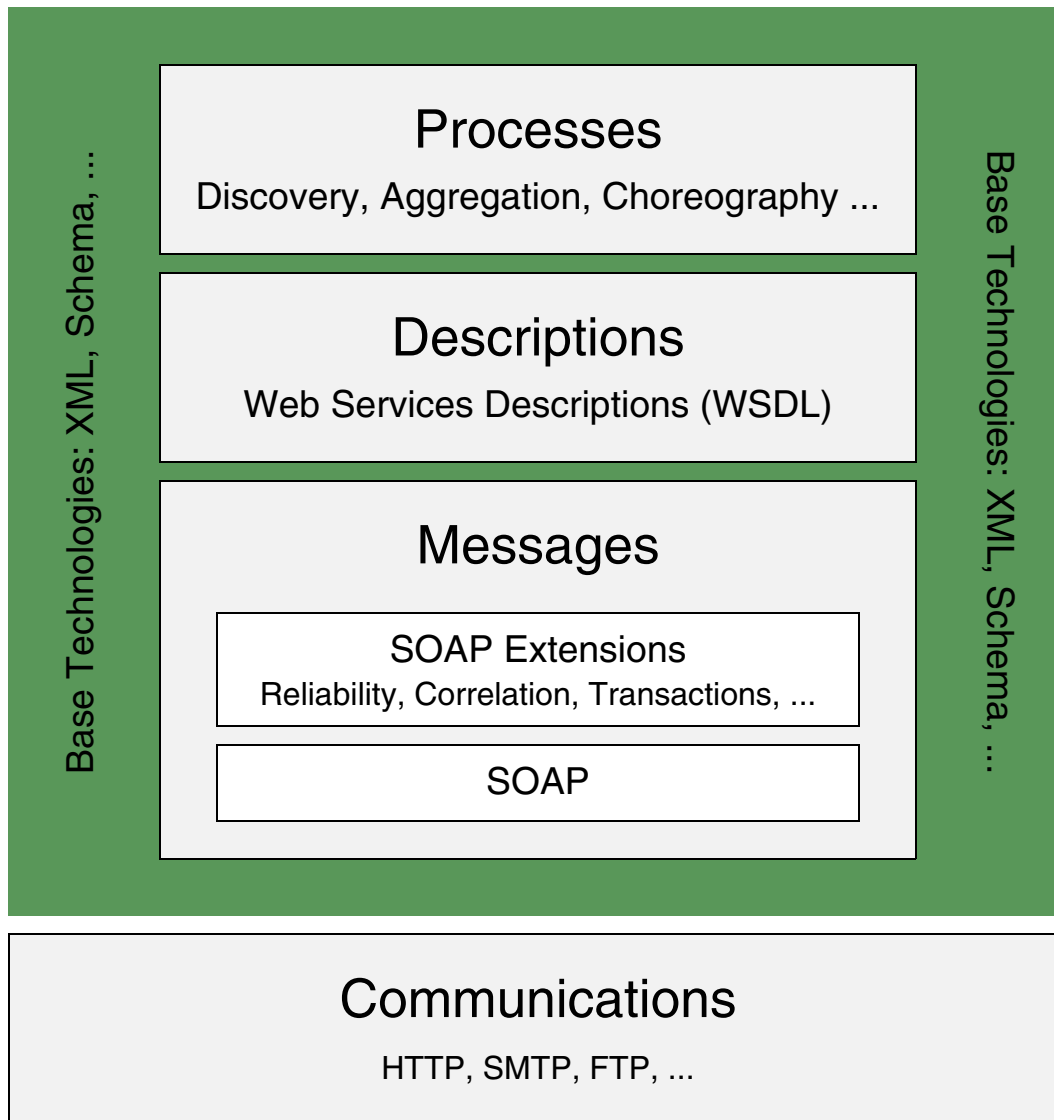 Base Technologies: XML, Schema, ...
Processes
Discovery, Aggregation, Choreography ...
Descriptions
Web Services Descriptions (WSDL)
Messages
SOAP Extensions
Reliability, Correlation, Transactions, ...
SOAP
Base Technologies: XML, Schema, ...
Communications
HTTP, SMTP, FTP, ...